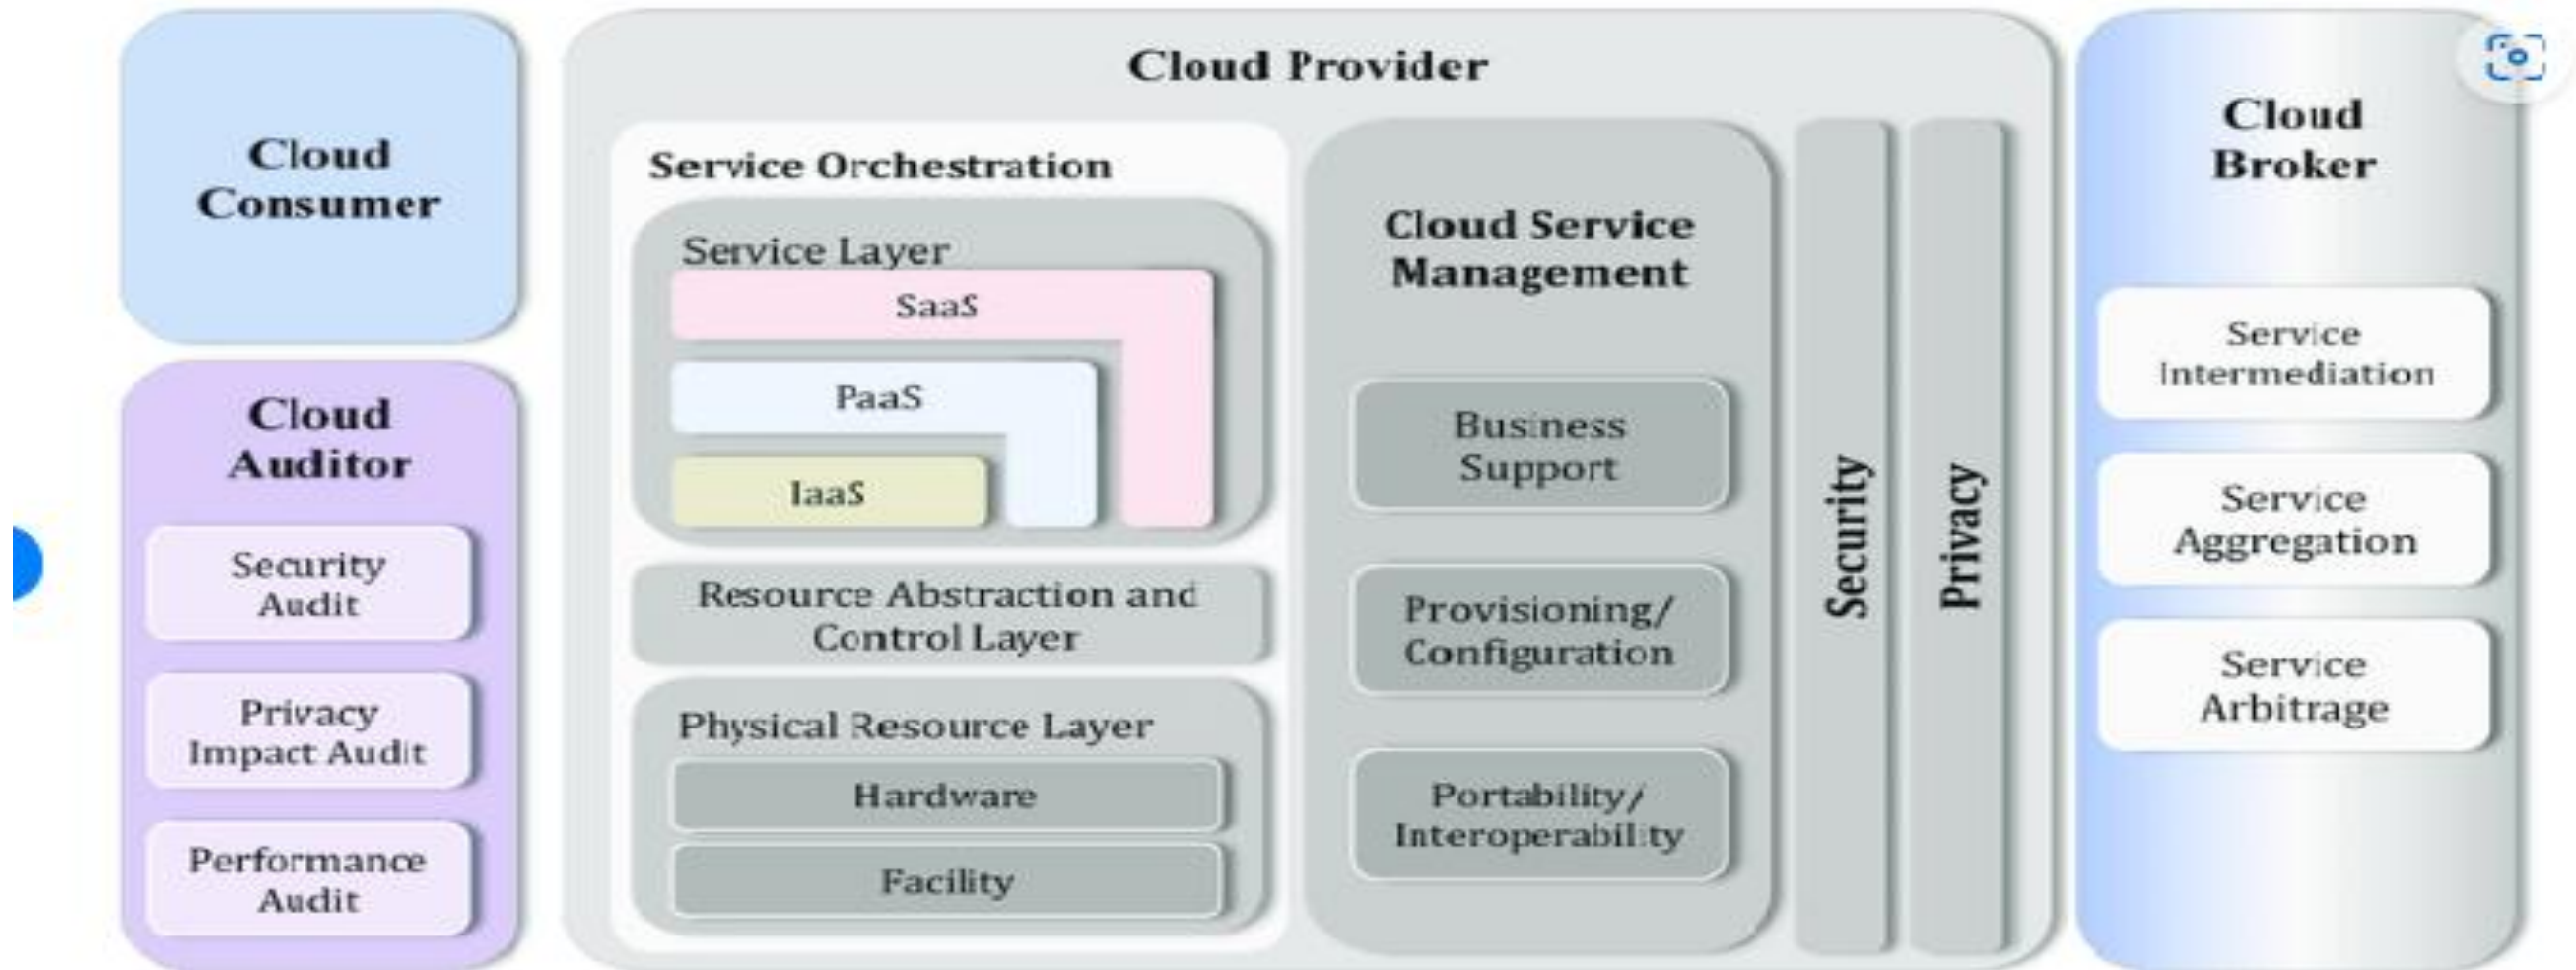 Cloud
Consumer
Cloud
Auditor
Security
Audit
Privacy
Impact Audit
Performance
Audit
Cloud Provider
Service Orchestration
Service Layer
SaaS
PaaS
IaaS
Resource Abstraction and
Control Layer
Physical Resource Layer
Hardware
Facility
Cloud Service
Management
Business
Support
Provisioning/
Configuration
Portability/
Interoperability
Security
Privacy
Cloud
Broker
Service
Intermediation
Service
Aggregation
Service
Arbitrage